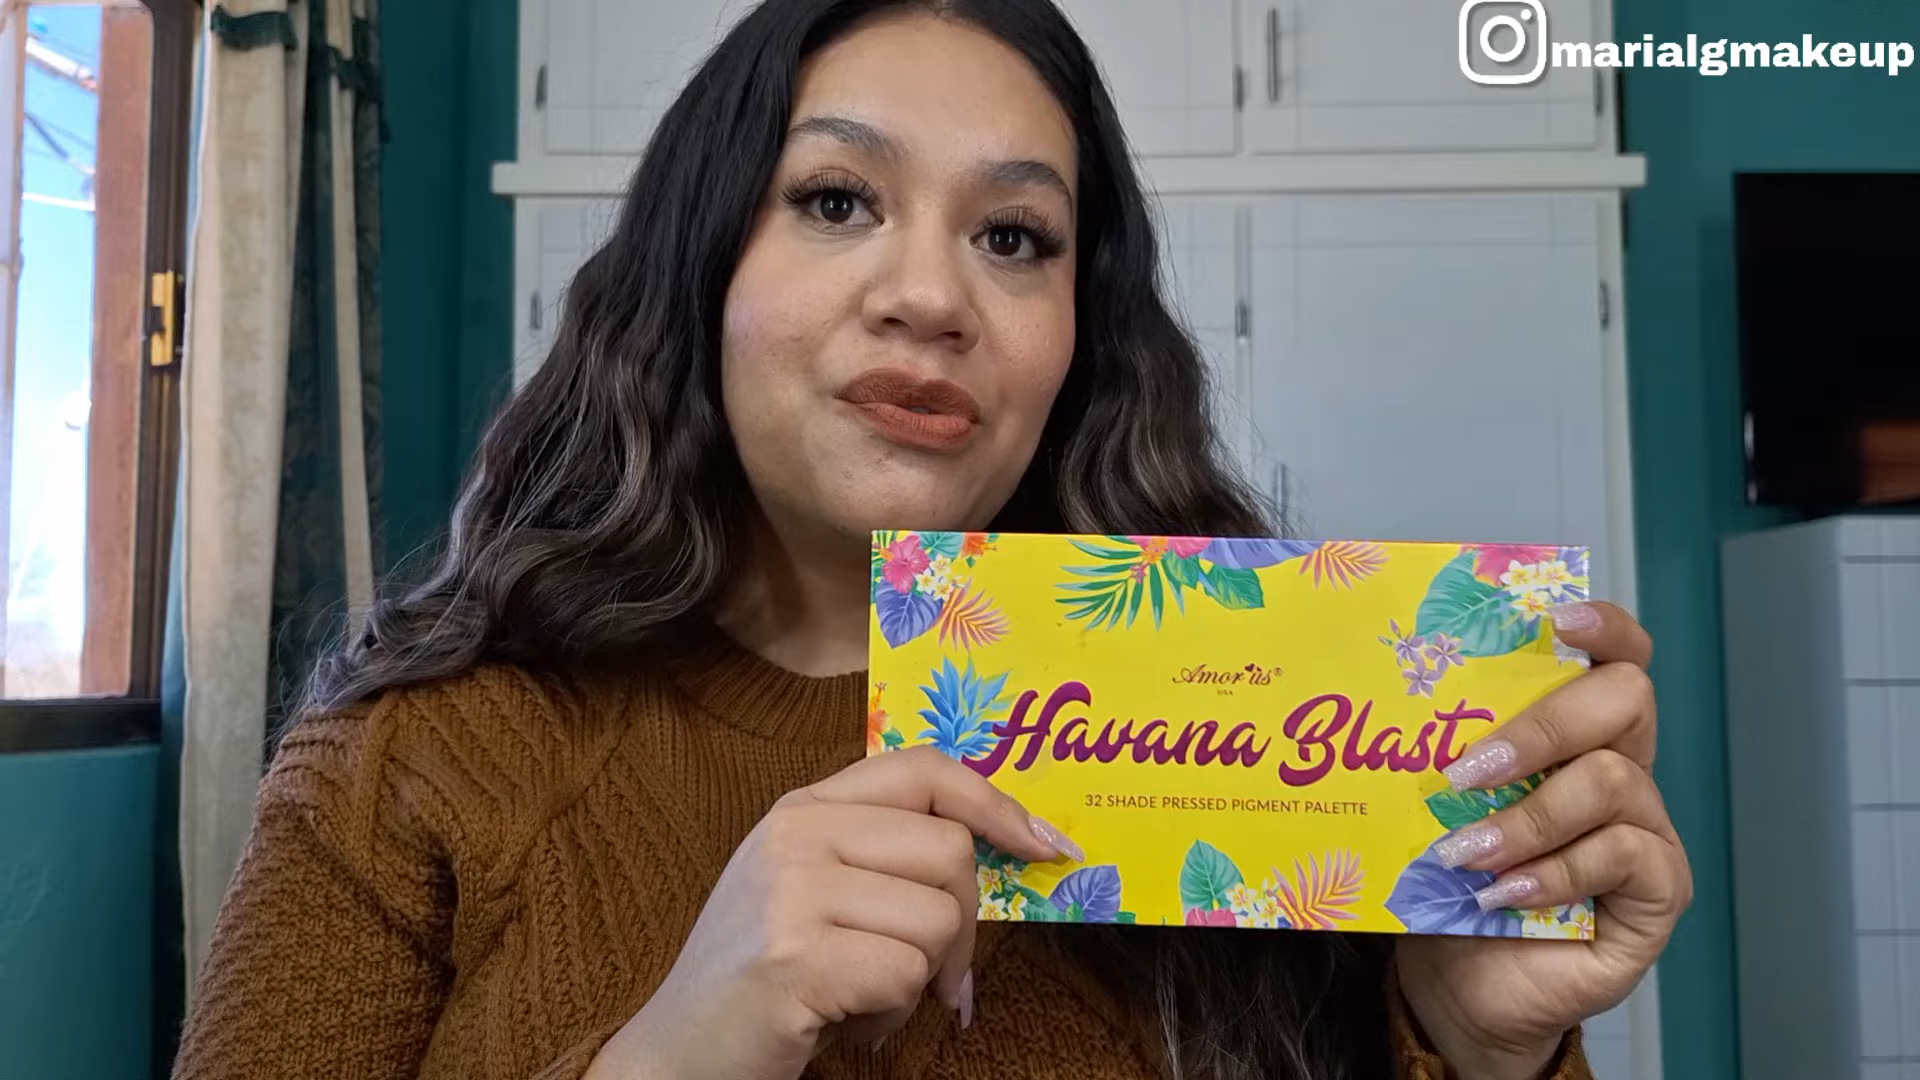 marialgmakeup
Amor us®
USA
Havana Blast
32 SHADE PRESSED PIGMENT PALETTE